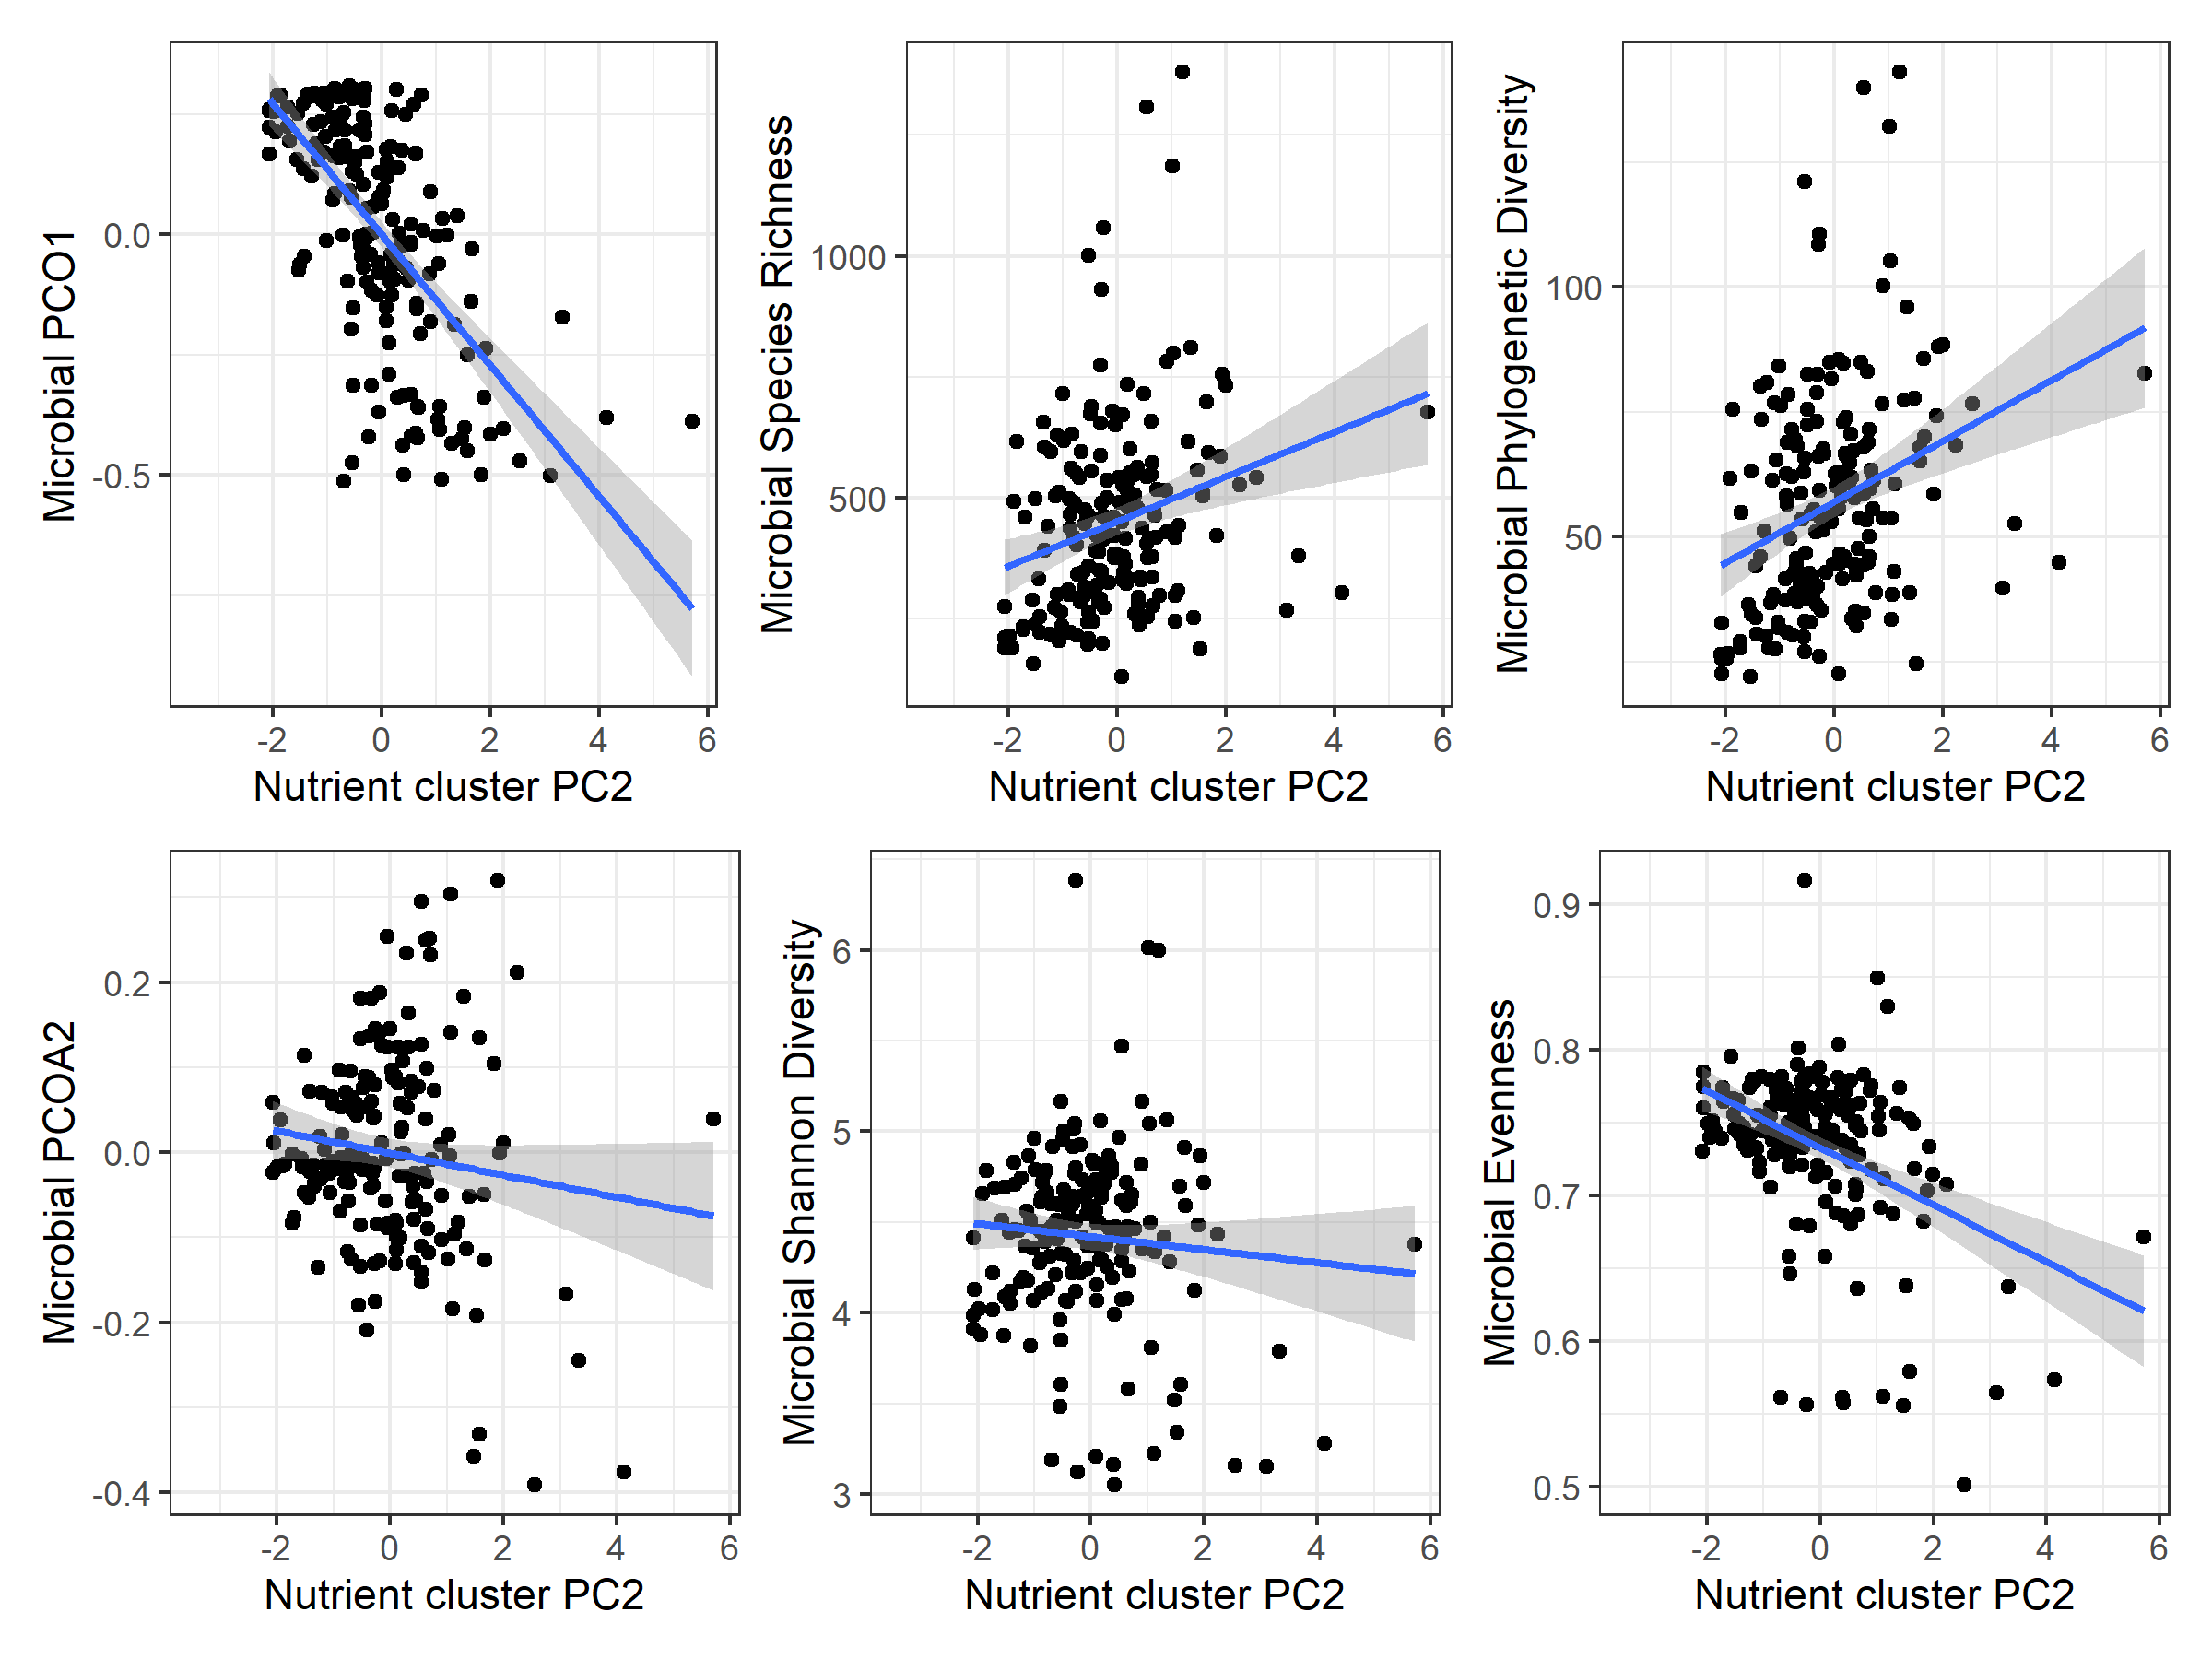 Microbial PCO1
0.0
-0.5
-2 0 2 4 6
Nutrient cluster PC2
Microbial Species Richness
1000
500
-2 0 2 4 6
Nutrient cluster PC2
Microbial Phylogenetic Diversity
100
50
-2 0 2 4 6
Nutrient cluster PC2
Microbial PCOA2
0.2
0.0
-0.2
-0.4
-2 0 2 4 6
Nutrient cluster PC2
Microbial Shannon Diversity
6
5
4
3
-2 0 2 4 6
Nutrient cluster PC2
Microbial Evenness
0.9
0.8
0.7
0.6
0.5
-2 0 2 4 6
Nutrient cluster PC2